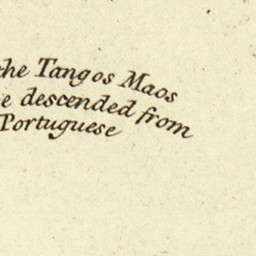 the Tangos Maos
e descended from
Portuguese